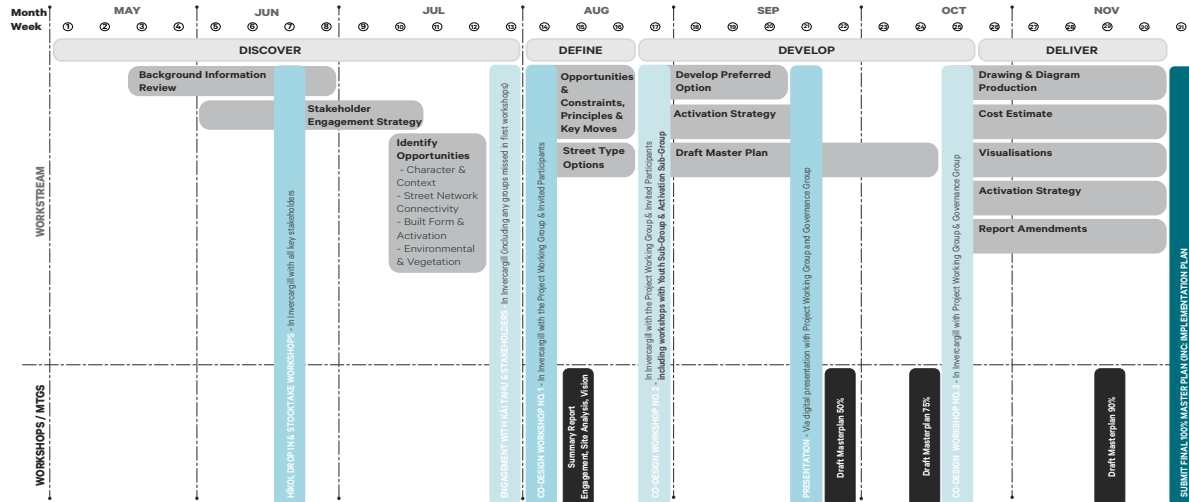 Month MAY JUN JUL AUG SEP OCT NOV
Week 1 2 3 4 5 6 7 8 9 10 11 12 13 14 15 16 17 18 19 20 21 22 23 24 25 26 27 28 29 30 31
DISCOVER DEFINE DEVELOP DELIVER
WORKSTREAM
Background Information
Review
Stakeholder
Engagement Strategy
Identify
Opportunities
- Character &
Context
- Street Network
Connectivity
- Built Form &
Activation
- Environmental
& Vegetation
HĪKOI, DROP IN & STOCKTAKE WORKSHOPS - In Invercargill with all key stakeholders
ENGAGEMENT WITH KĀI TAHU & STAKEHOLDERS In Invercargill (including any groups missed in first workshops)
CO-DESIGN WORKSHOP NO. 1 - In Invercargill with the Project Working Group & Invited Participants
Opportunities
&
Constraints,
Principles &
Key Moves
Street Type
Options
CO-DESIGN WORKSHOP NO. 2 - In Invercargill with the Project Working Group & Invited Participants
including workshops with Youth Sub-Group & Activation Sub-Group
Develop Preferred
Option
Activation Strategy
Draft Master Plan
PRESENTATION - Via digital presentation with Project Working Group and Governance Group
CO-DESIGN WORKSHOP NO. 3 - In Invercargill with Project Working Group & Governance Group
Drawing & Diagram
Production
Cost Estimate
Visualisations
Activation Strategy
Report Amendments
SUBMIT FINAL 100% MASTER PLAN (INC: IMPLEMENTATION PLAN
WORKSHOPS / MTGS
Summary Report
Engagement, Site Analysis, Vision
Draft Masterplan 50%
Draft Masterplan 75%
Draft Masterplan 90%